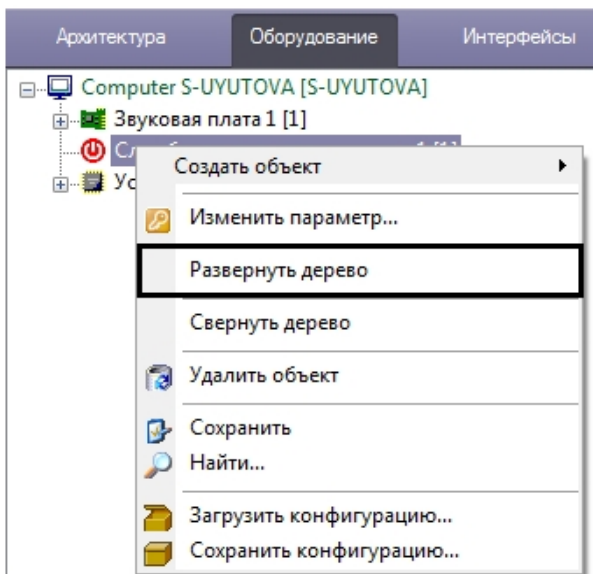 Архитектура Оборудование Интерфейсы
Computer S-UYUTOVA [S-UYUTOVA]
Звуковая плата 1 [1]
Создать объект
Изменить параметр...
Развернуть дерево
Свернуть дерево
Удалить объект
Сохранить
Найти...
Загрузить конфигурацию...
Сохранить конфигурацию...